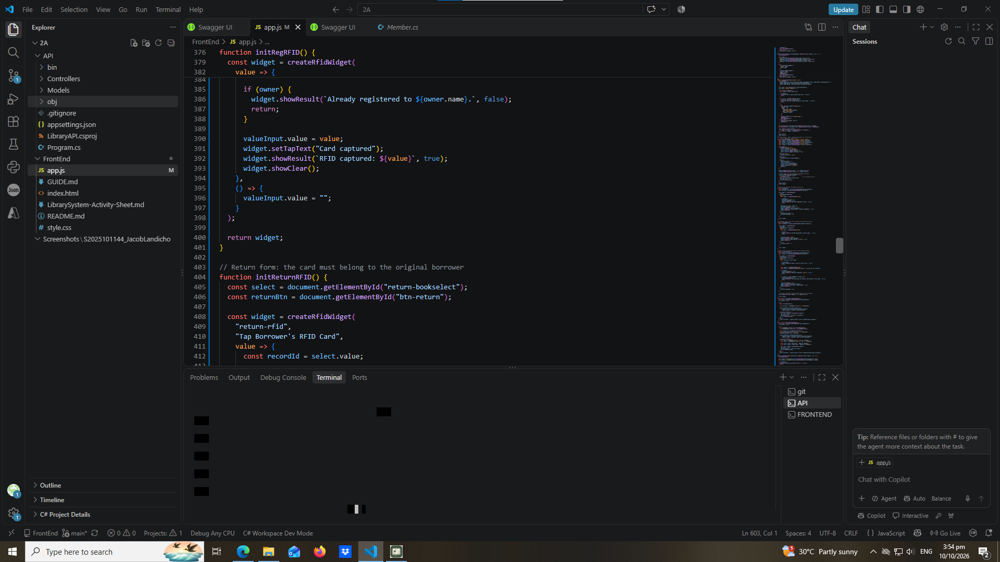 File Edit Selection View Go Run Terminal Help
2A
Update
Explorer
2A
API
bin
Controllers
Models
obj
.gitignore
appsettings.json
LibraryAPI.csproj
Program.cs
FrontEnd
app.js M
GUIDE.md
index.html
LibrarySystem-Activity-Sheet.md
README.md
style.css
Screenshots\S2025101144_JacobLandicho
Outline
Timeline
C# Project Details
Swagger UI
app.js M
Swagger UI
Member.cs
FrontEnd > JS app.js > ...
376 function initRegRFID() {
379 const widget = createRfidWidget(
382 value => {
384
385 if (owner) {
386 widget.showResult(`Already registered to ${owner.name}.`, false);
387 return;
388 }
389
390 valueInput.value = value;
391 widget.setTapText("Card captured");
392 widget.showResult(`RFID captured: ${value}`, true);
393 widget.showClear();
394 },
395 () => {
396 valueInput.value = "";
397 }
398 );
399
400 return widget;
401 }
402
403 // Return form: the card must belong to the original borrower
404 function initReturnRFID() {
405 const select = document.getElementById("return-bookselect");
406 const returnBtn = document.getElementById("btn-return");
407
408 const widget = createRfidWidget(
409 "return-rfid",
410 "Tap Borrower's RFID Card",
411 value => {
412 const recordId = select.value;
Problems Output Debug Console Terminal Ports
git
API
FRONTEND
Chat
Sessions
Tip: Reference files or folders with # to give
the agent more context about the task.
JS app.js
Chat with Copilot
Agent Auto Balance
Copilot Interactive
FrontEnd main* 0 0 Projects: 1 Debug Any CPU C# Workspace Dev Mode
Ln 603, Col 1 Spaces: 4 UTF-8 CRLF { } JavaScript Go Live
Type here to search
30°C Partly sunny ENG
3:54 pm
10/10/2026